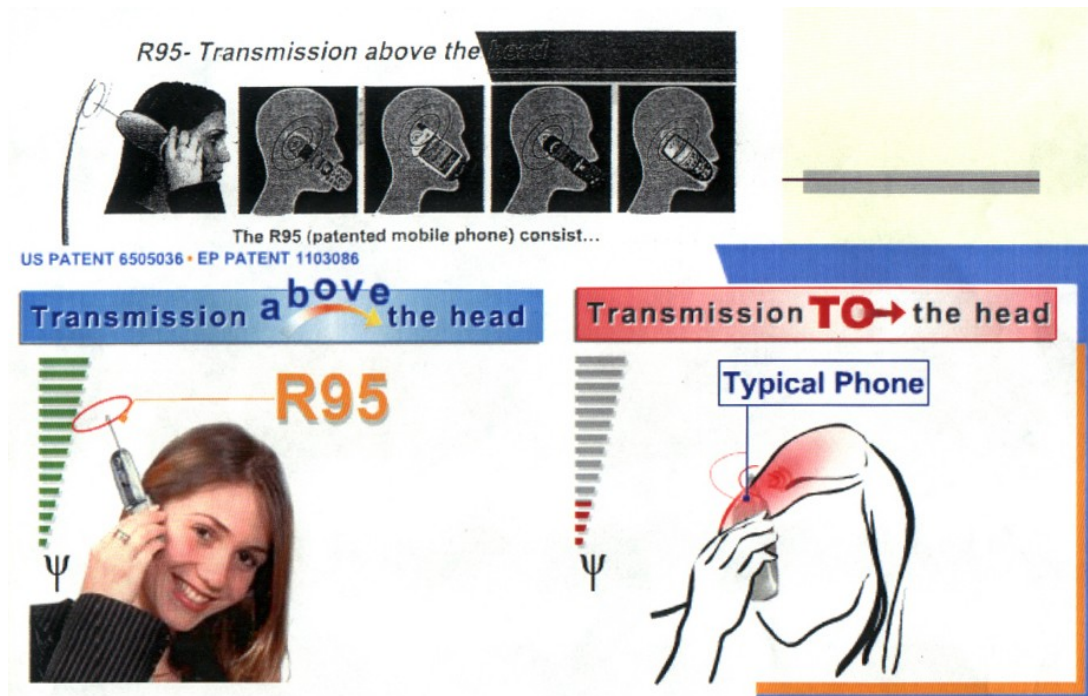 R95- Transmission above the head
The R95 (patented mobile phone) consist...
US PATENT 6505036 • EP PATENT 1103086
Transmission above the head
Transmission TO the head
R95
Typical Phone
Ψ
Ψ